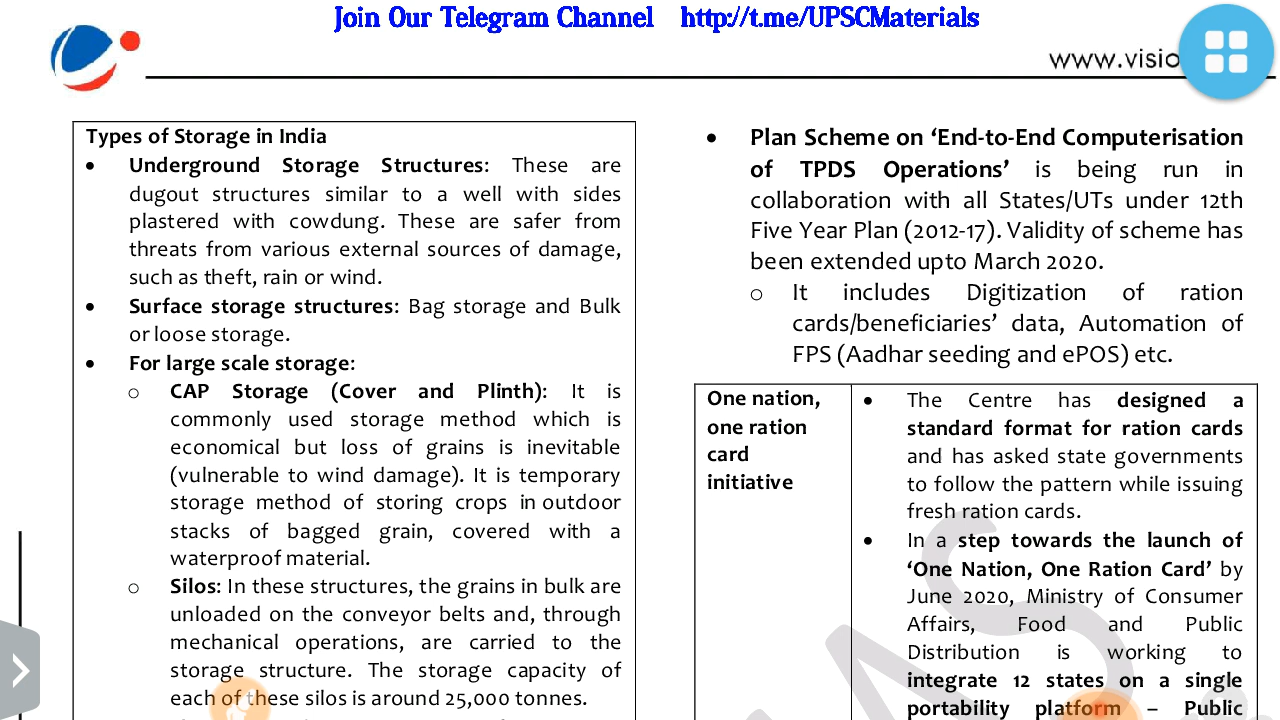 Join Our Telegram Channel http://t.me/UPSCMaterials
www.visio
Types of Storage in India
• Underground Storage Structures: These are
dugout structures similar to a well with sides
plastered with cowdung. These are safer from
threats from various external sources of damage,
such as theft, rain or wind.
• Surface storage structures: Bag storage and Bulk
or loose storage.
• For large scale storage:
o CAP Storage (Cover and Plinth): It is
commonly used storage method which is
economical but loss of grains is inevitable
(vulnerable to wind damage). It is temporary
storage method of storing crops in outdoor
stacks of bagged grain, covered with a
waterproof material.
o Silos: In these structures, the grains in bulk are
unloaded on the conveyor belts and, through
mechanical operations, are carried to the
storage structure. The storage capacity of
each of these silos is around 25,000 tonnes.
• Plan Scheme on ‘End-to-End Computerisation
of TPDS Operations’ is being run in
collaboration with all States/UTs under 12th
Five Year Plan (2012-17). Validity of scheme has
been extended upto March 2020.
o It includes Digitization of ration
cards/beneficiaries’ data, Automation of
FPS (Aadhar seeding and ePOS) etc.
One nation,
one ration
card
initiative
• The Centre has designed a
standard format for ration cards
and has asked state governments
to follow the pattern while issuing
fresh ration cards.
• In a step towards the launch of
‘One Nation, One Ration Card’ by
June 2020, Ministry of Consumer
Affairs, Food and Public
Distribution is working to
integrate 12 states on a single
portability platform – Public